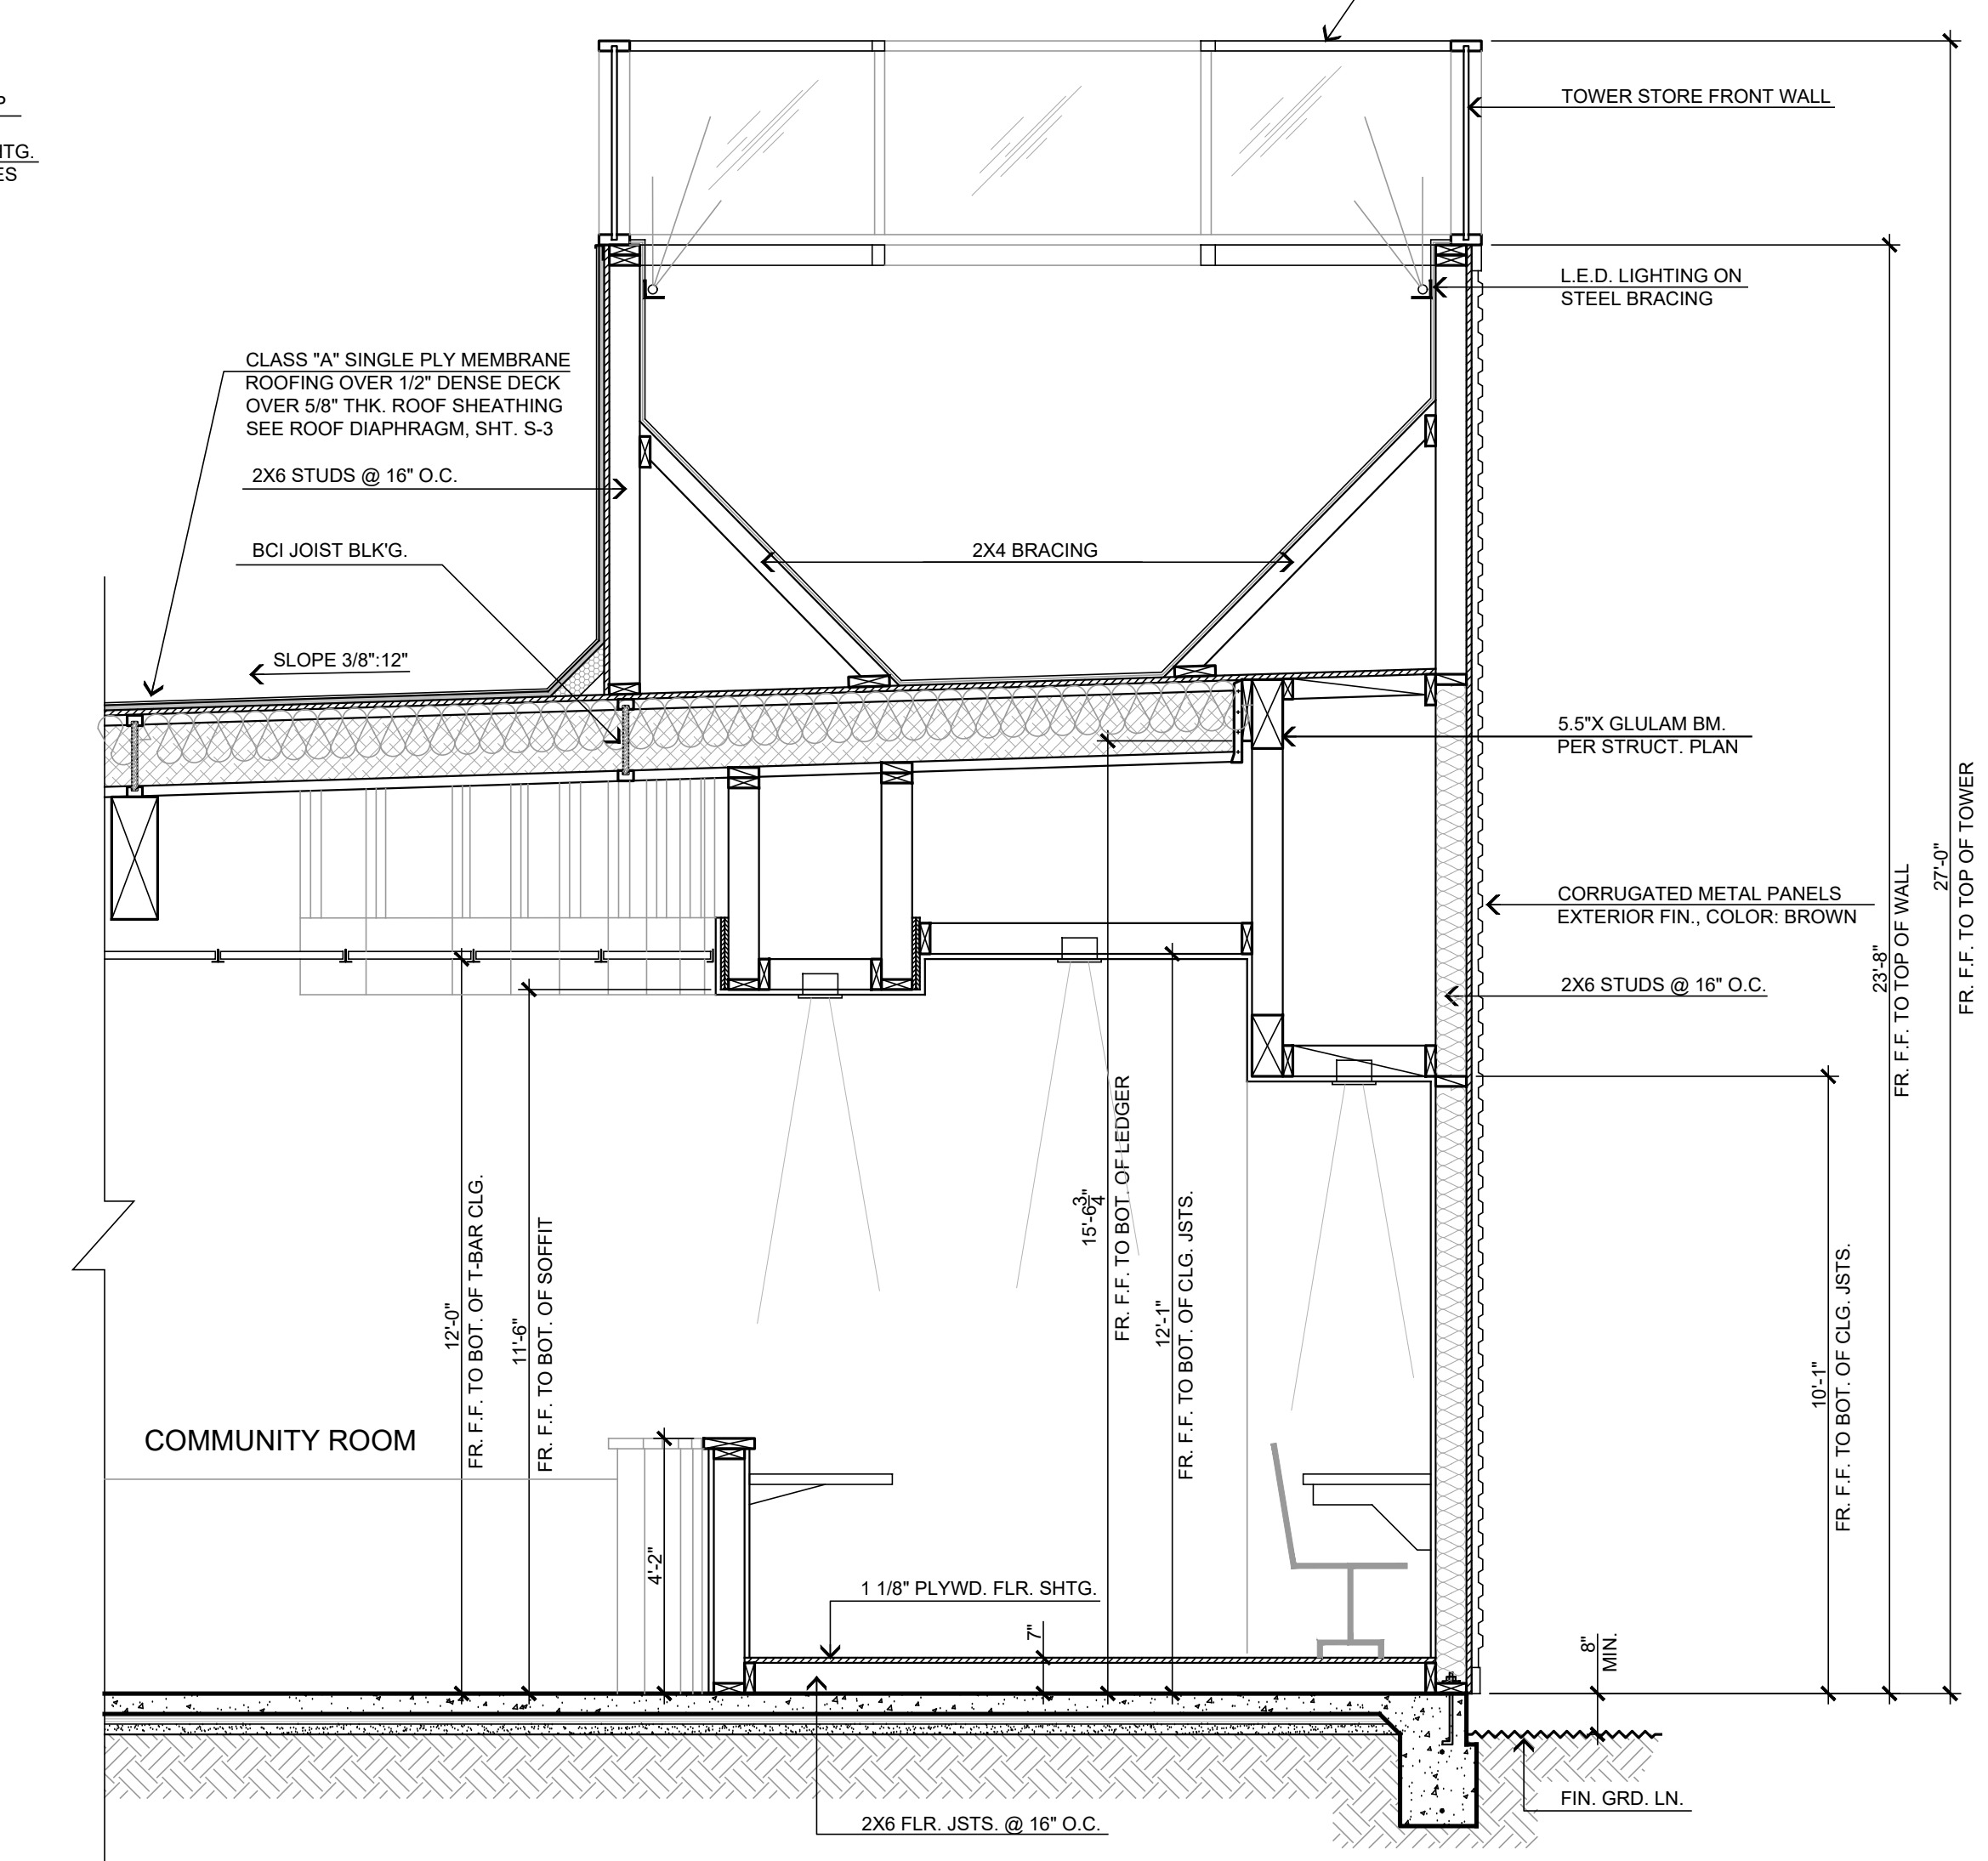 P
NTG.
ES
TOWER STORE FRONT WALL
L.E.D. LIGHTING ON
STEEL BRACING
CLASS "A" SINGLE PLY MEMBRANE
ROOFING OVER 1/2" DENSE DECK
OVER 5/8" THK. ROOF SHEATHING
SEE ROOF DIAPHRAGM, SHT. S-3
2X6 STUDS @ 16" O.C.
BCI JOIST BLK'G.
2X4 BRACING
SLOPE 3/8":12"
5.5"X GLULAM BM.
PER STRUCT. PLAN
27'-0"
FR. F.F. TO TOP OF TOWER
23'-8"
FR. F.F. TO TOP OF WALL
CORRUGATED METAL PANELS
EXTERIOR FIN., COLOR: BROWN
2X6 STUDS @ 16" O.C.
12'-0"
FR. F.F. TO BOT. OF T-BAR CLG.
11'-6"
FR. F.F. TO BOT. OF SOFFIT
15'-6 3/4"
FR. F.F. TO BOT. OF LEDGER
12'-1"
FR. F.F. TO BOT. OF CLG. JSTS.
10'-1"
FR. F.F. TO BOT. OF CLG. JSTS.
COMMUNITY ROOM
4'-2"
1 1/8" PLYWD. FLR. SHTG.
7"
8"
MIN.
2X6 FLR. JSTS. @ 16" O.C.
FIN. GRD. LN.